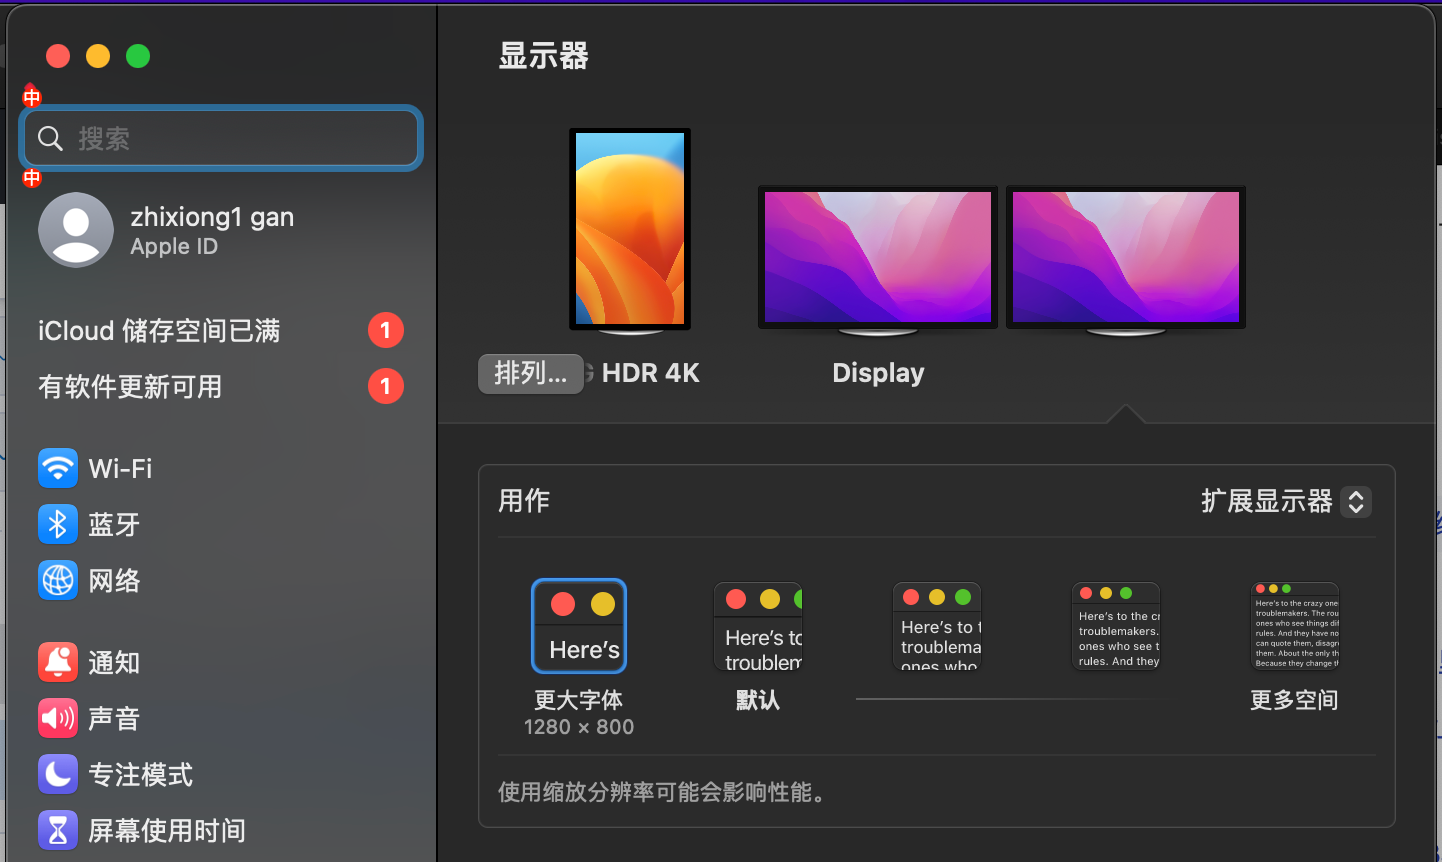 显示器
中
搜索
中
zhixiong1 gan
Apple ID
iCloud 储存空间已满
1
有软件更新可用
1
Wi-Fi
蓝牙
网络
通知
声音
专注模式
屏幕使用时间
排列...
HDR 4K
Display
用作
扩展显示器
Here's
更大字体
1280 × 800
Here's to
troublem
默认
Here's to t
troublema
ones who
Here's to the cr
troublemakers.
ones who see t
rules. And they
Here's to the crazy one
troublemakers. The rou
ones who see things dif
rules. And they have no
can quote them, disagre
them. About the only th
Because they change t
更多空间
使用缩放分辨率可能会影响性能。